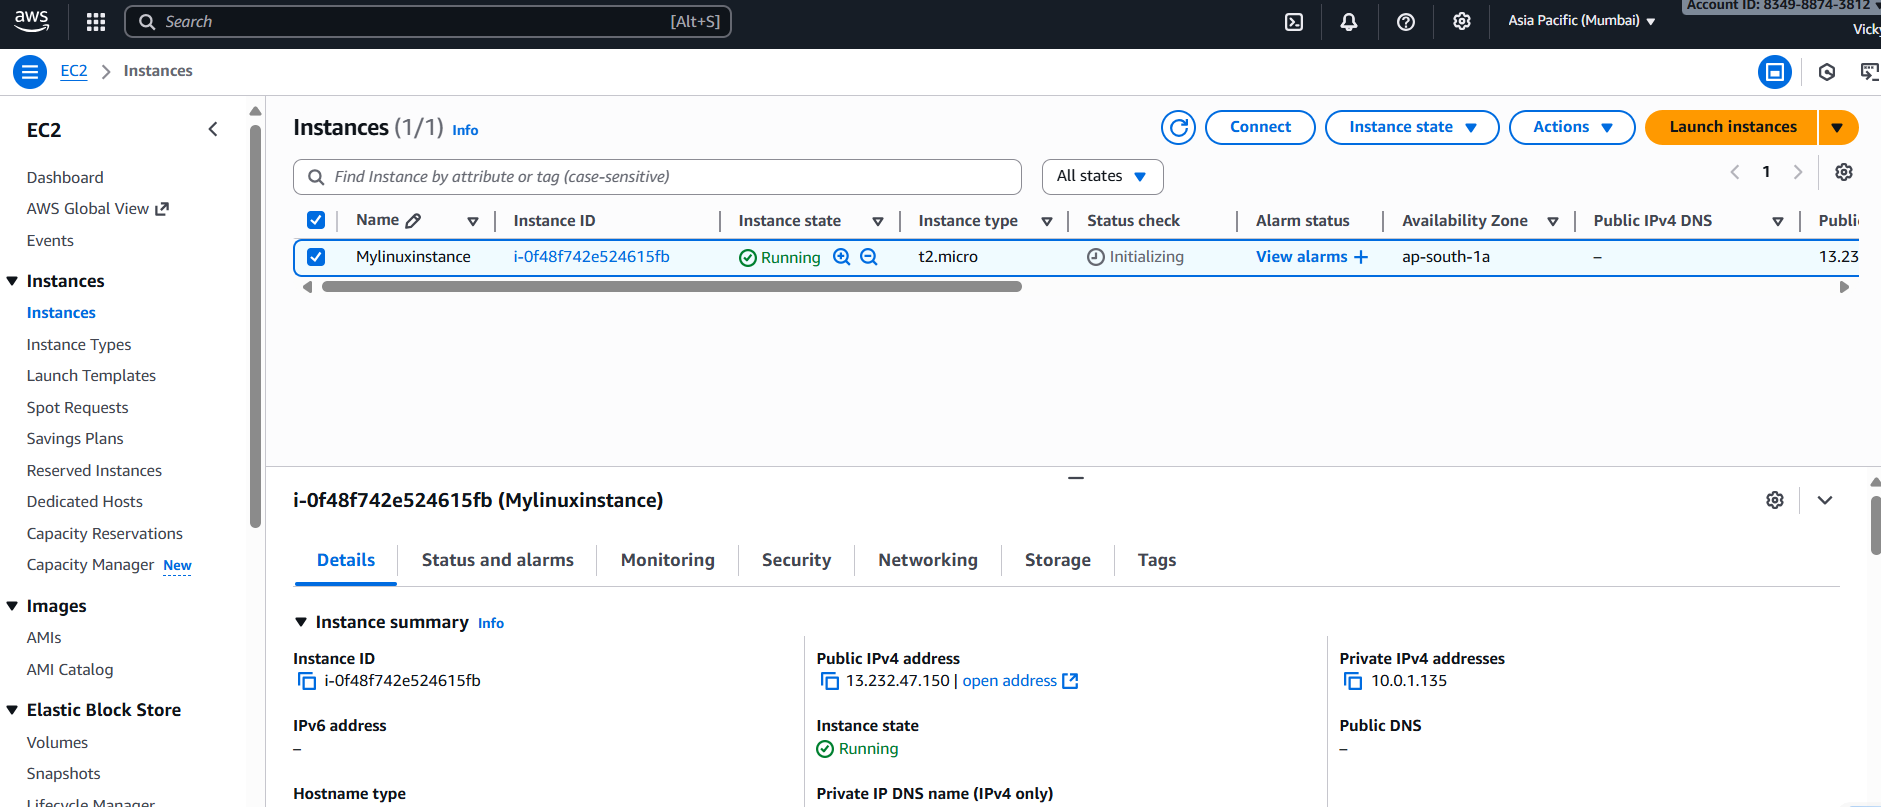 aws
Search [Alt+S]
Account ID: 8349-8874-3812
Asia Pacific (Mumbai)
Vicky
EC2 Instances
EC2
Dashboard
AWS Global View
Events
Instances
Instances
Instance Types
Launch Templates
Spot Requests
Savings Plans
Reserved Instances
Dedicated Hosts
Capacity Reservations
Capacity Manager New
Images
AMIs
AMI Catalog
Elastic Block Store
Volumes
Snapshots
Lifecycle Manager
Instances (1/1) Info
Connect Instance state Actions Launch instances
Find Instance by attribute or tag (case-sensitive) All states 1
Name Instance ID Instance state Instance type Status check Alarm status Availability Zone Public IPv4 DNS Publi
Mylinuxinstance i-0f48f742e524615fb Running t2.micro Initializing View alarms + ap-south-1a – 13.23
i-0f48f742e524615fb (Mylinuxinstance)
Details Status and alarms Monitoring Security Networking Storage Tags
Instance summary Info
Instance ID
i-0f48f742e524615fb
Public IPv4 address
13.232.47.150 | open address
Private IPv4 addresses
10.0.1.135
IPv6 address
–
Instance state
Running
Public DNS
–
Hostname type
Private IP DNS name (IPv4 only)